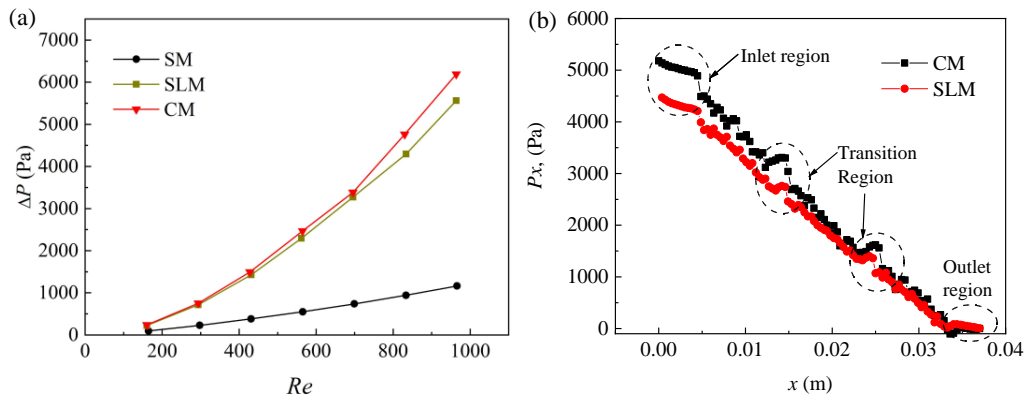 (a)
7000
6000
5000
4000
3000
2000
1000
0
ΔP (Pa)
SM
SLM
CM
0
200
400
600
800
1000
Re
(b)
6000
5000
4000
3000
2000
1000
0
Px, (Pa)
Inlet region
CM
SLM
Transition
Region
Outlet
region
0.00
0.01
0.02
0.03
0.04
x (m)